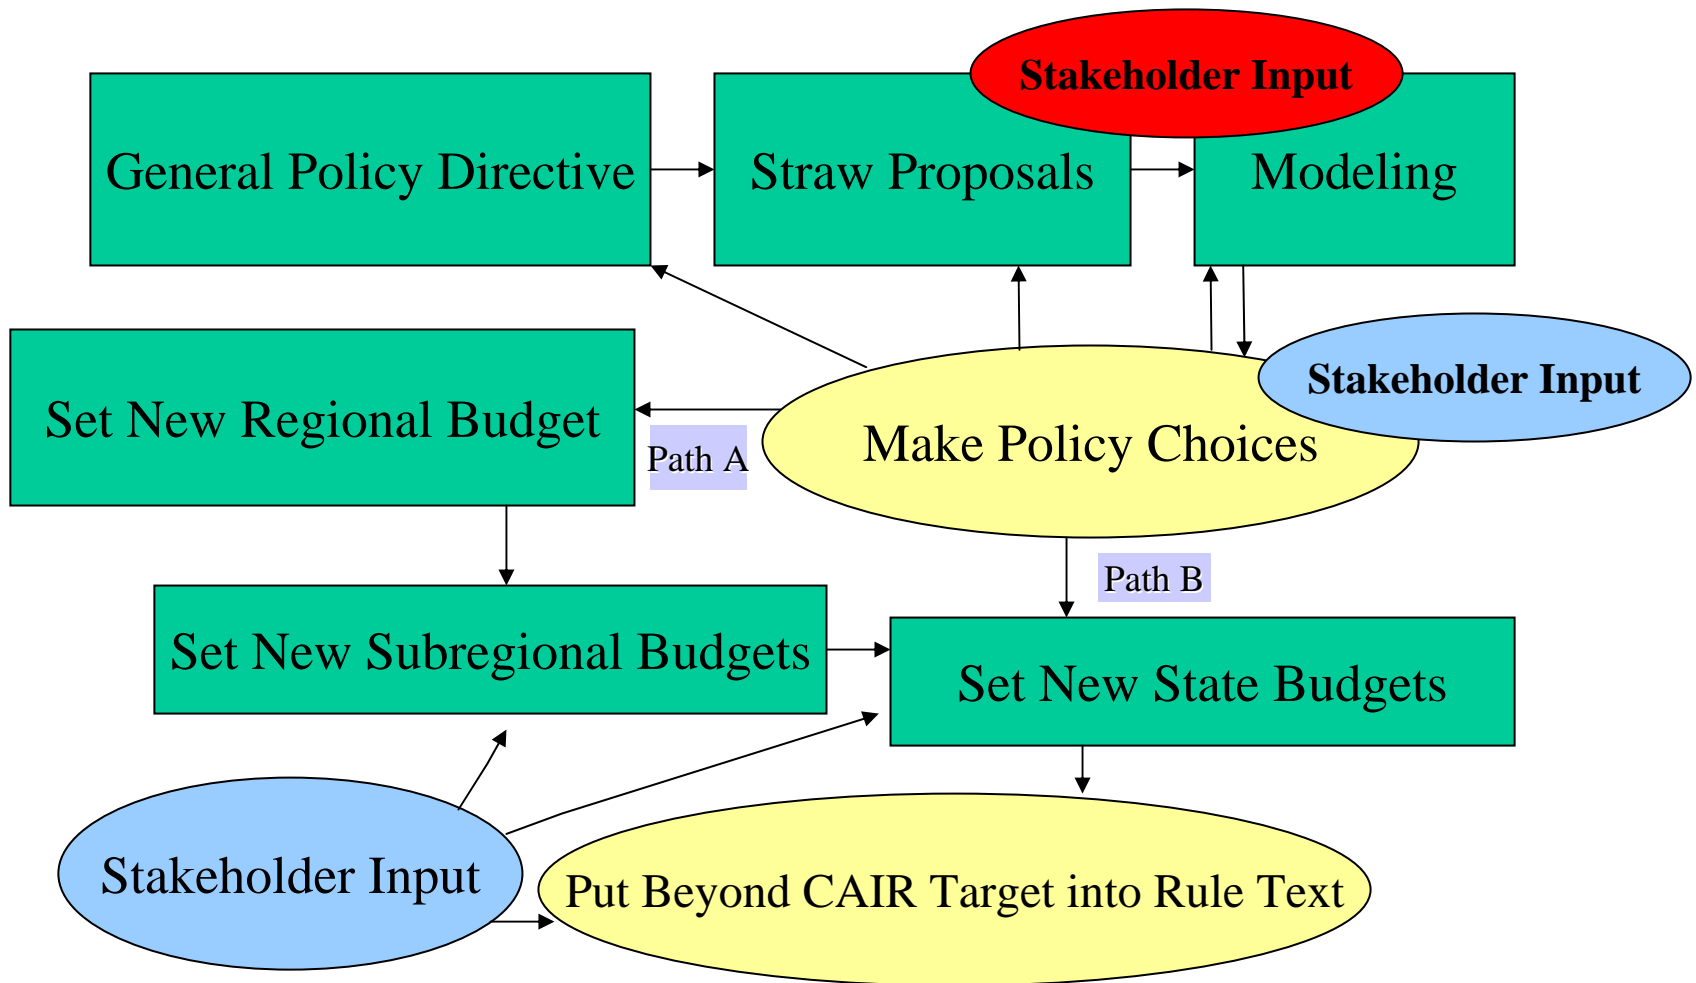 Stakeholder Input
General Policy Directive
Straw Proposals
Modeling
Stakeholder Input
Set New Regional Budget
Make Policy Choices
Path A
Path B
Set New Subregional Budgets
Set New State Budgets
Stakeholder Input
Put Beyond CAIR Target into Rule Text